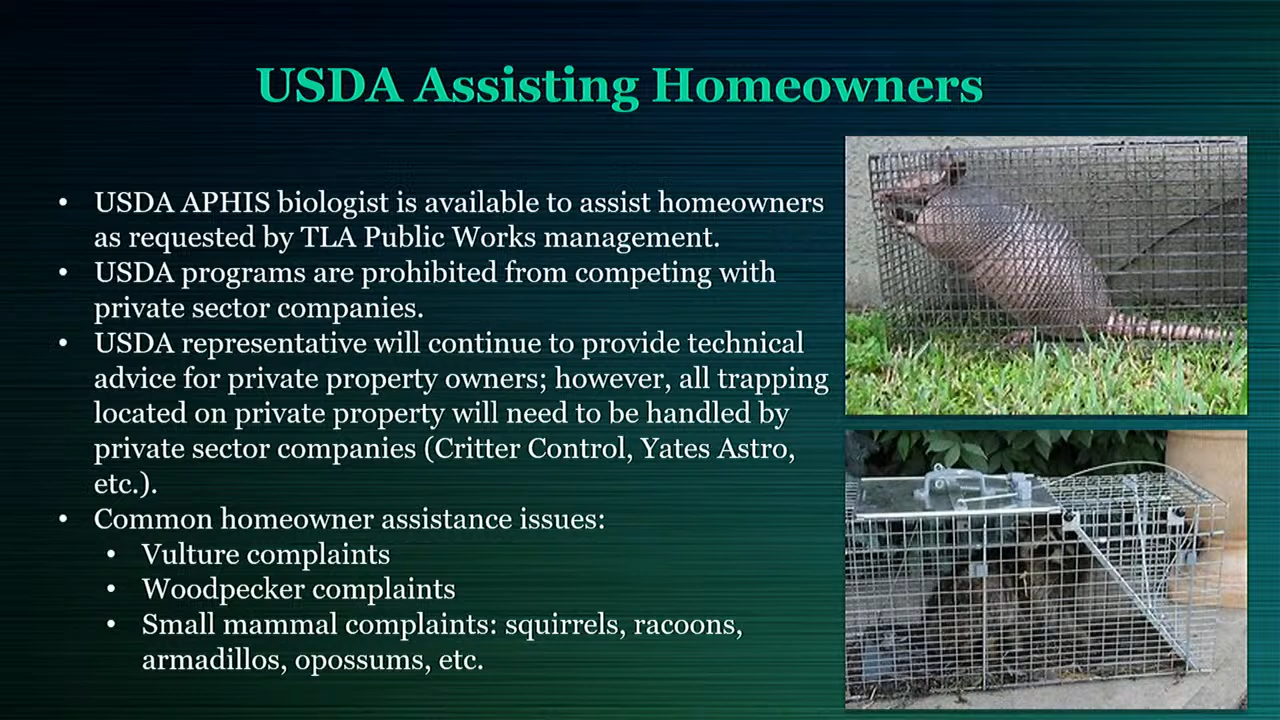 USDA Assisting Homeowners
• USDA APHIS biologist is available to assist homeowners
as requested by TLA Public Works management.
• USDA programs are prohibited from competing with
private sector companies.
• USDA representative will continue to provide technical
advice for private property owners; however, all trapping
located on private property will need to be handled by
private sector companies (Critter Control, Yates Astro,
etc.).
• Common homeowner assistance issues:
• Vulture complaints
• Woodpecker complaints
• Small mammal complaints: squirrels, racoons,
armadillos, opossums, etc.